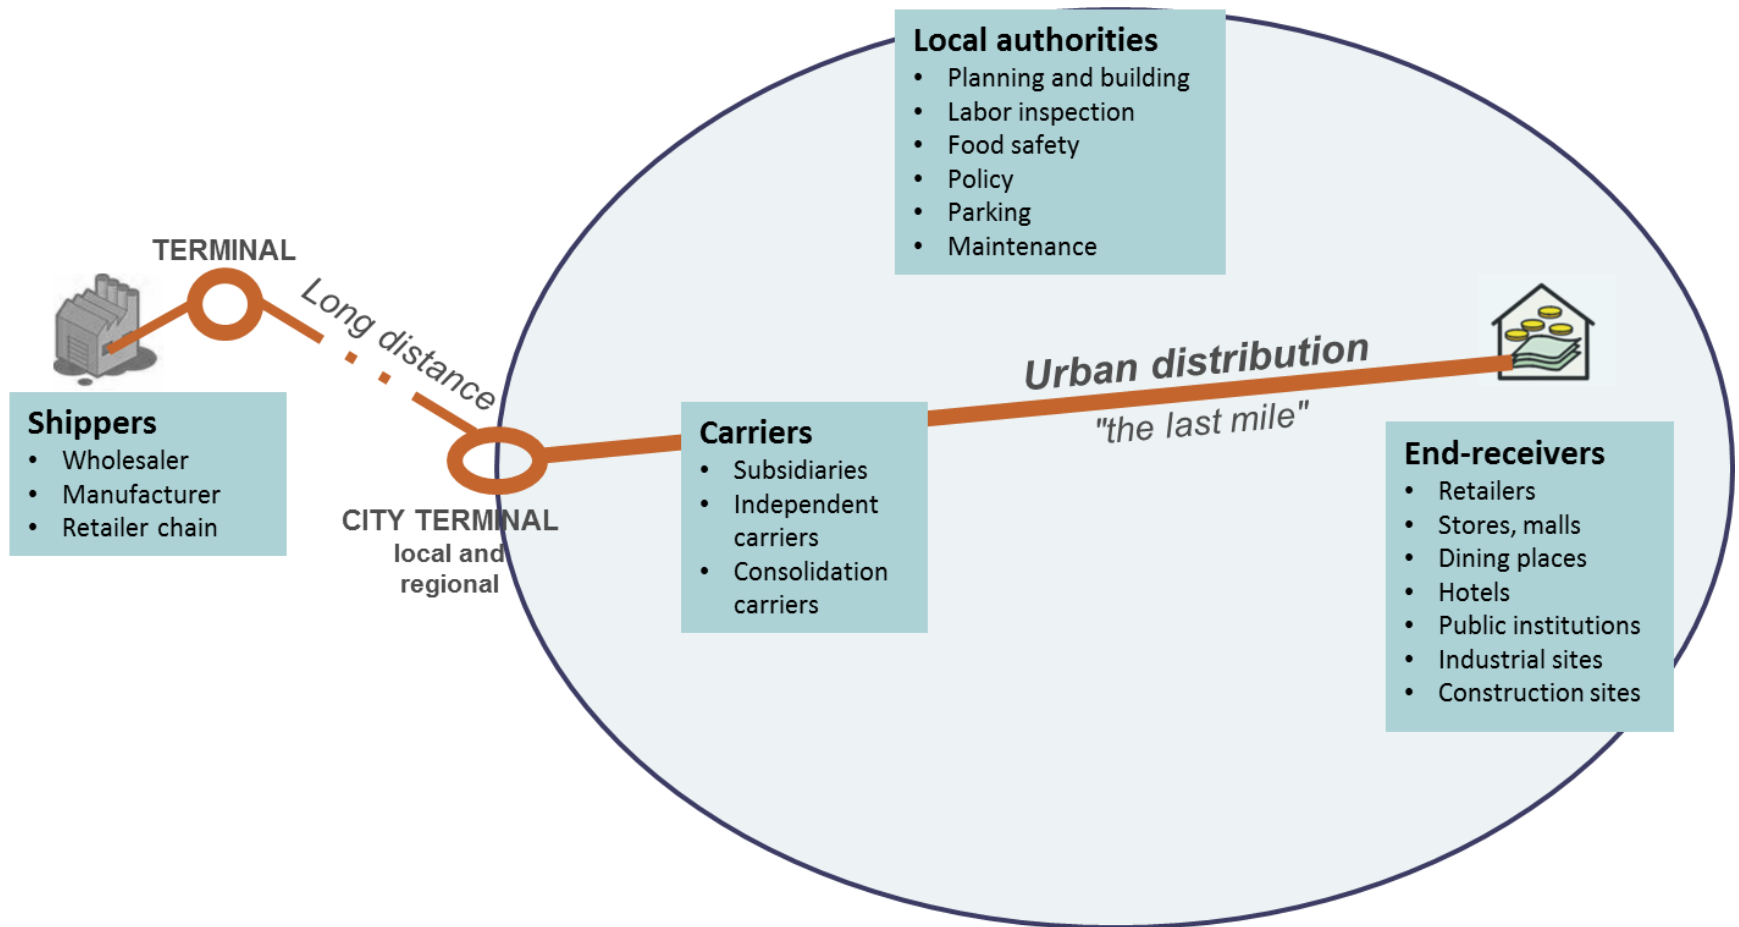 Local authorities
• Planning and building
• Labor inspection
• Food safety
• Policy
• Parking
• Maintenance
TERMINAL
Long distance
Shippers
• Wholesaler
• Manufacturer
• Retailer chain
CITY TERMINAL
local and
regional
Carriers
• Subsidiaries
• Independent
carriers
• Consolidation
carriers
Urban distribution
"the last mile"
End-receivers
• Retailers
• Stores, malls
• Dining places
• Hotels
• Public institutions
• Industrial sites
• Construction sites